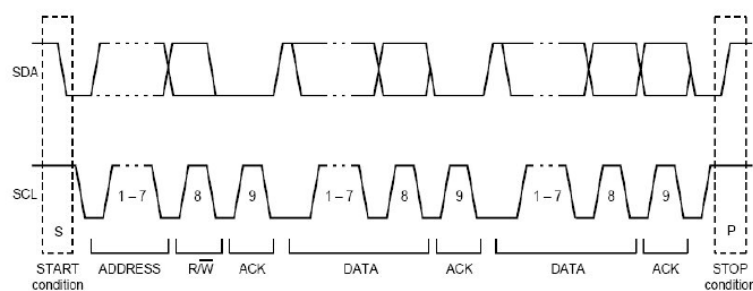 SDA
SCL
1 – 7 8 9 1 – 7 8 9 1 – 7 8 9
S P
START ADDRESS R/W̅ ACK DATA ACK DATA ACK STOP
condition condition